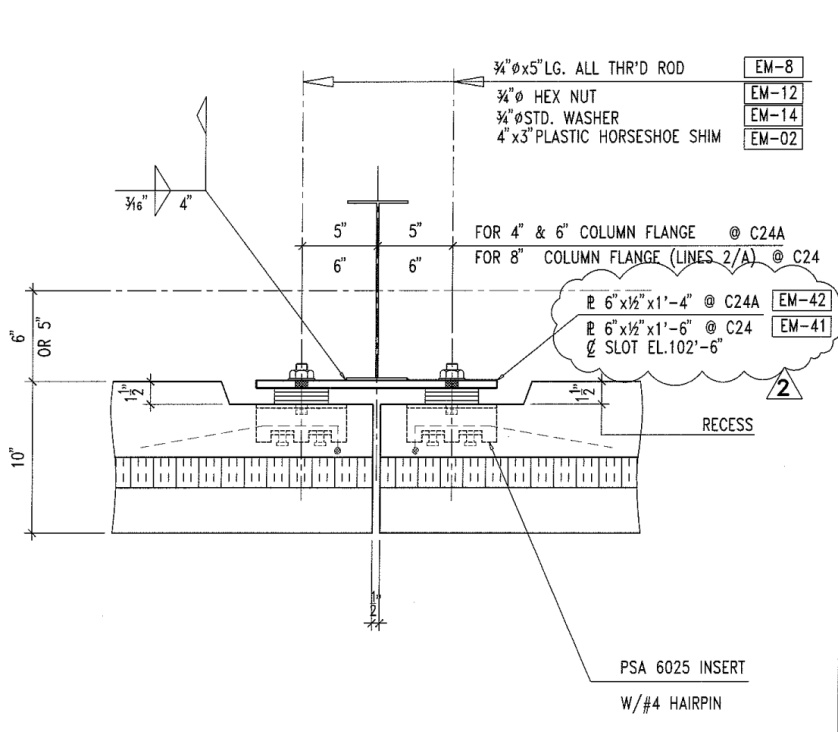 ¾"øx5"LG. ALL THR'D ROD EM-8
¾"ø HEX NUT EM-12
¾"øSTD. WASHER EM-14
4"x3"PLASTIC HORSESHOE SHIM EM-02
3/16" 4"
5" 5" FOR 4" & 6" COLUMN FLANGE @ C24A
6" 6" FOR 8" COLUMN FLANGE (LINES 2/A) @ C24
6"
OR 5"
℄ 6"x½"x1'-4" @ C24A EM-42
℄ 6"x½"x1'-6" @ C24 EM-41
₵ SLOT EL.102'-6"
2
1½"
1½"
RECESS
10"
½"
PSA 6025 INSERT
W/#4 HAIRPIN